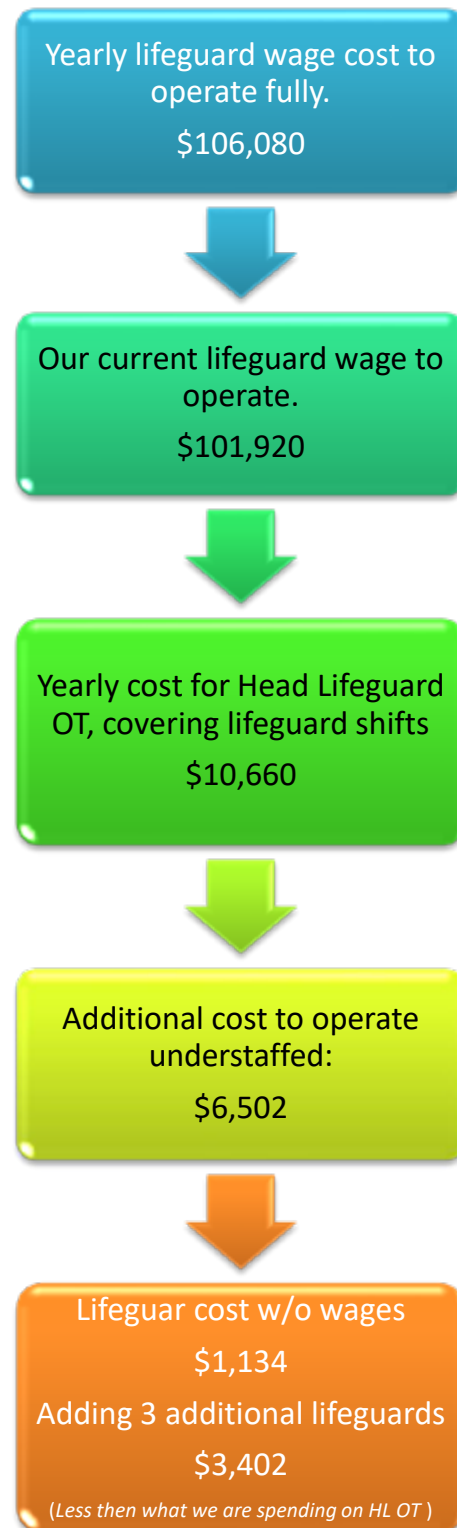 Yearly lifeguard wage cost to
operate fully.
$106,080
Our current lifeguard wage to
operate.
$101,920
Yearly cost for Head Lifeguard
OT, covering lifeguard shifts
$10,660
Additional cost to operate
understaffed:
$6,502
Lifeguar cost w/o wages
$1,134
Adding 3 additional lifeguards
$3,402
(Less then what we are spending on HL OT )